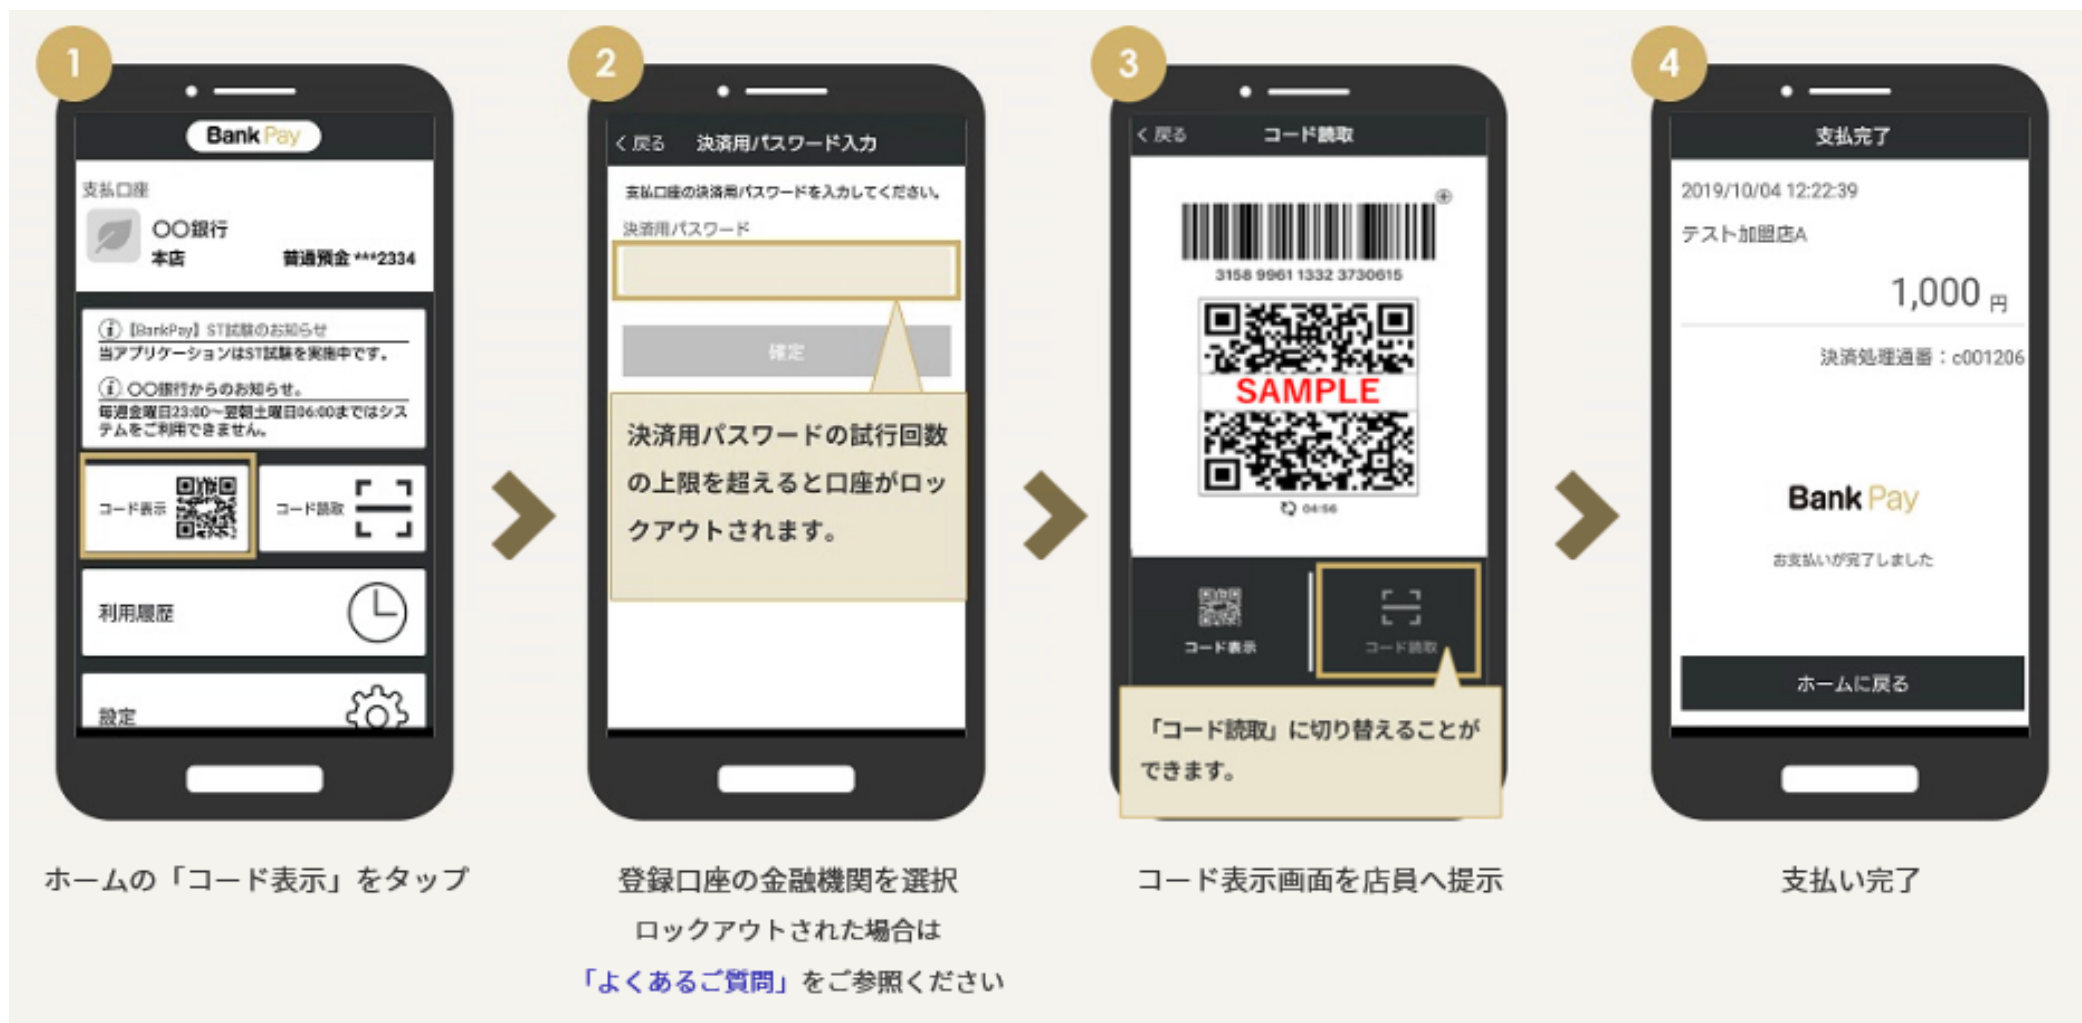 1
Bank Pay
支払口座
〇〇銀行
本店 普通預金 ***2334
【BankPay】ST試験のお知らせ
当アプリケーションはST試験を実施中です。
〇〇銀行からのお知らせ。
毎週金曜日23:00〜翌朝土曜日06:00まではシス
テムをご利用できません。
コード表示
コード読取
利用履歴
設定
ホームの「コード表示」をタップ
2
く戻る 決済用パスワード入力
支払口座の決済用パスワードを入力してください。
決済用パスワード
確定
決済用パスワードの試行回数
の上限を超えると口座がロッ
クアウトされます。
登録口座の金融機関を選択
ロックアウトされた場合は
「よくあるご質問」をご参照ください
3
く戻る コード読取
3158 9961 1332 3730615
SAMPLE
04:56
コード表示
コード読取
「コード読取」に切り替えることが
できます。
コード表示画面を店員へ提示
4
支払完了
2019/10/04 12:22:39
テスト加盟店A
1,000 円
決済処理通番：c001206
Bank Pay
お支払いが完了しました
ホームに戻る
支払い完了